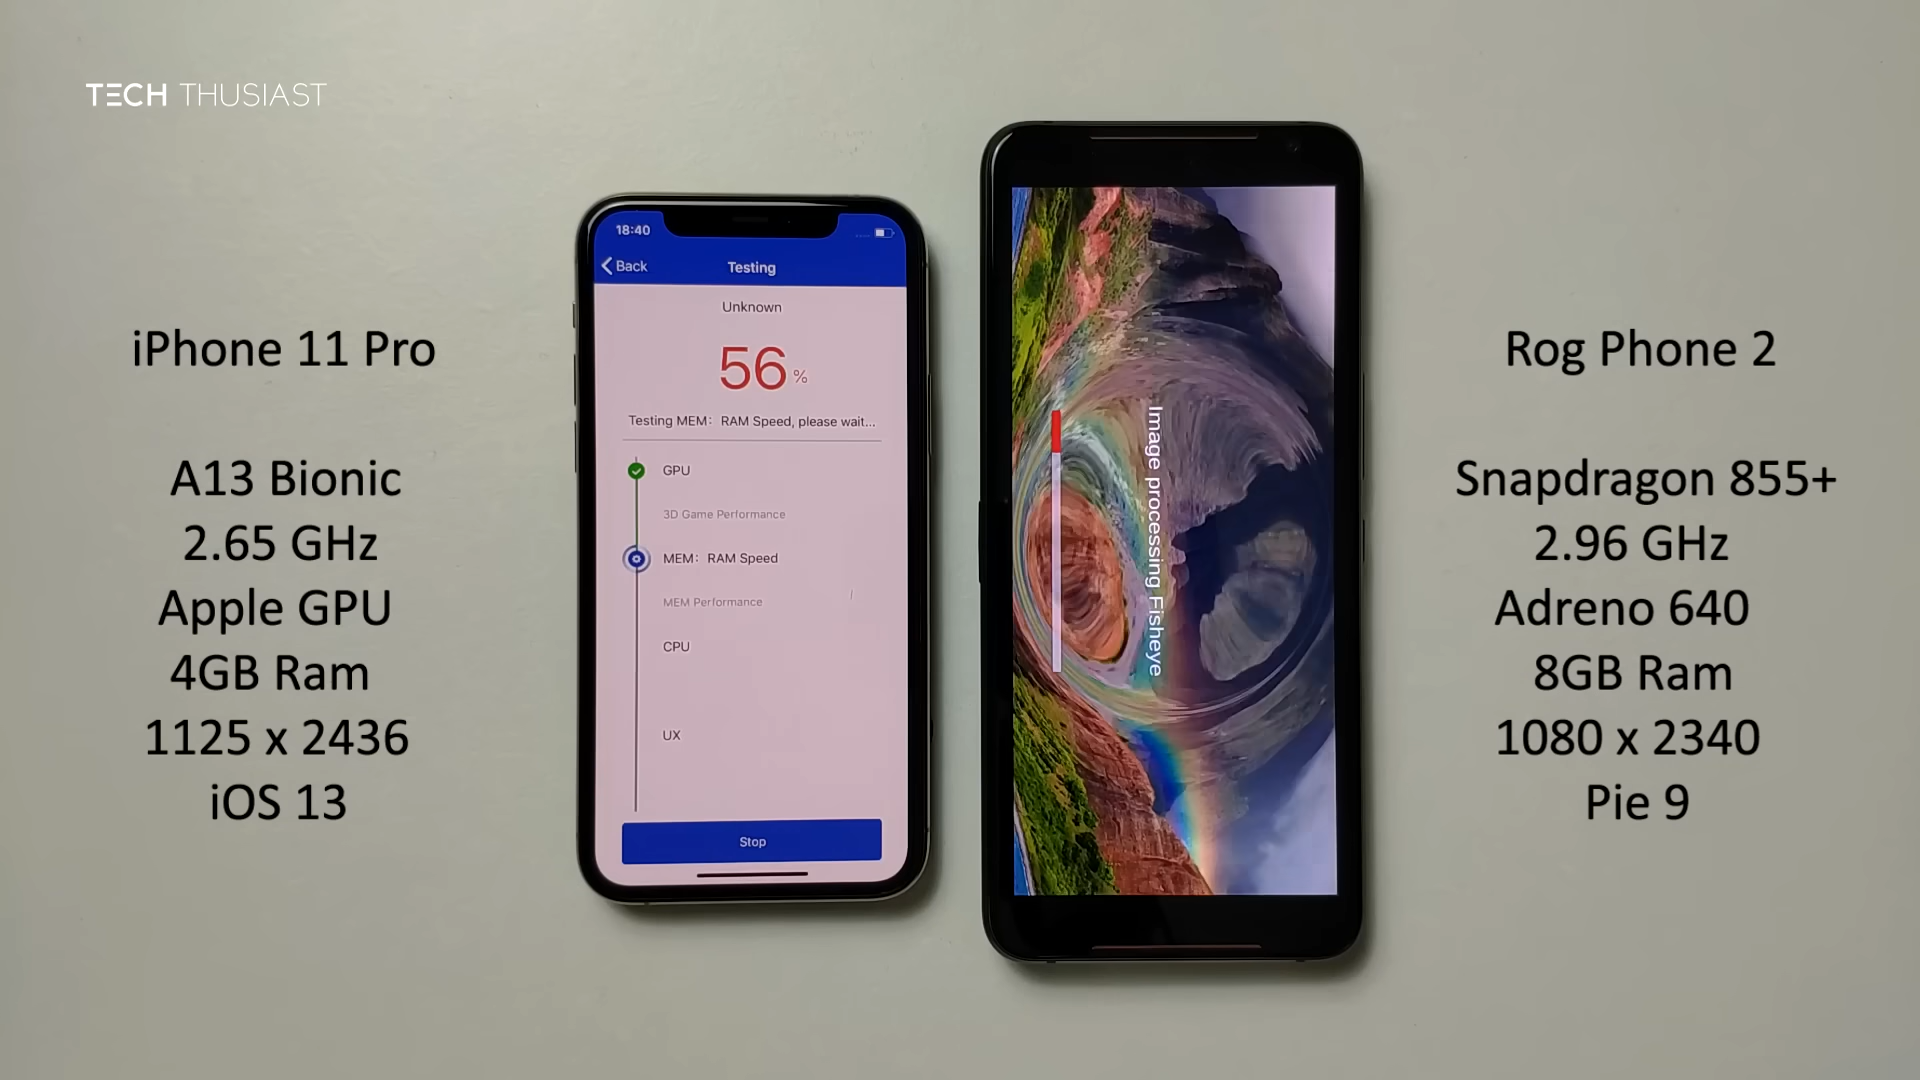 TECH THUSIAST
iPhone 11 Pro
A13 Bionic
2.65 GHz
Apple GPU
4GB Ram
1125 x 2436
iOS 13
18:40
Back
Testing
Unknown
56 %
Testing MEM: RAM Speed, please wait...
GPU
3D Game Performance
MEM: RAM Speed
MEM Performance
CPU
UX
Stop
Image processing Fisheye
Rog Phone 2
Snapdragon 855+
2.96 GHz
Adreno 640
8GB Ram
1080 x 2340
Pie 9